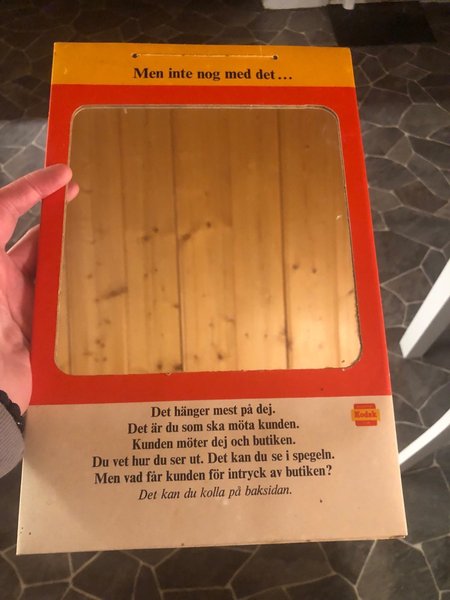 Men inte nog med det...
Det hänger mest på dej.
Det är du som ska möta kunden.
Kunden möter dej och butiken.
Du vet hur du ser ut. Det kan du se i spegeln.
Men vad får kunden för intryck av butiken?
Det kan du kolla på baksidan.
Kodak